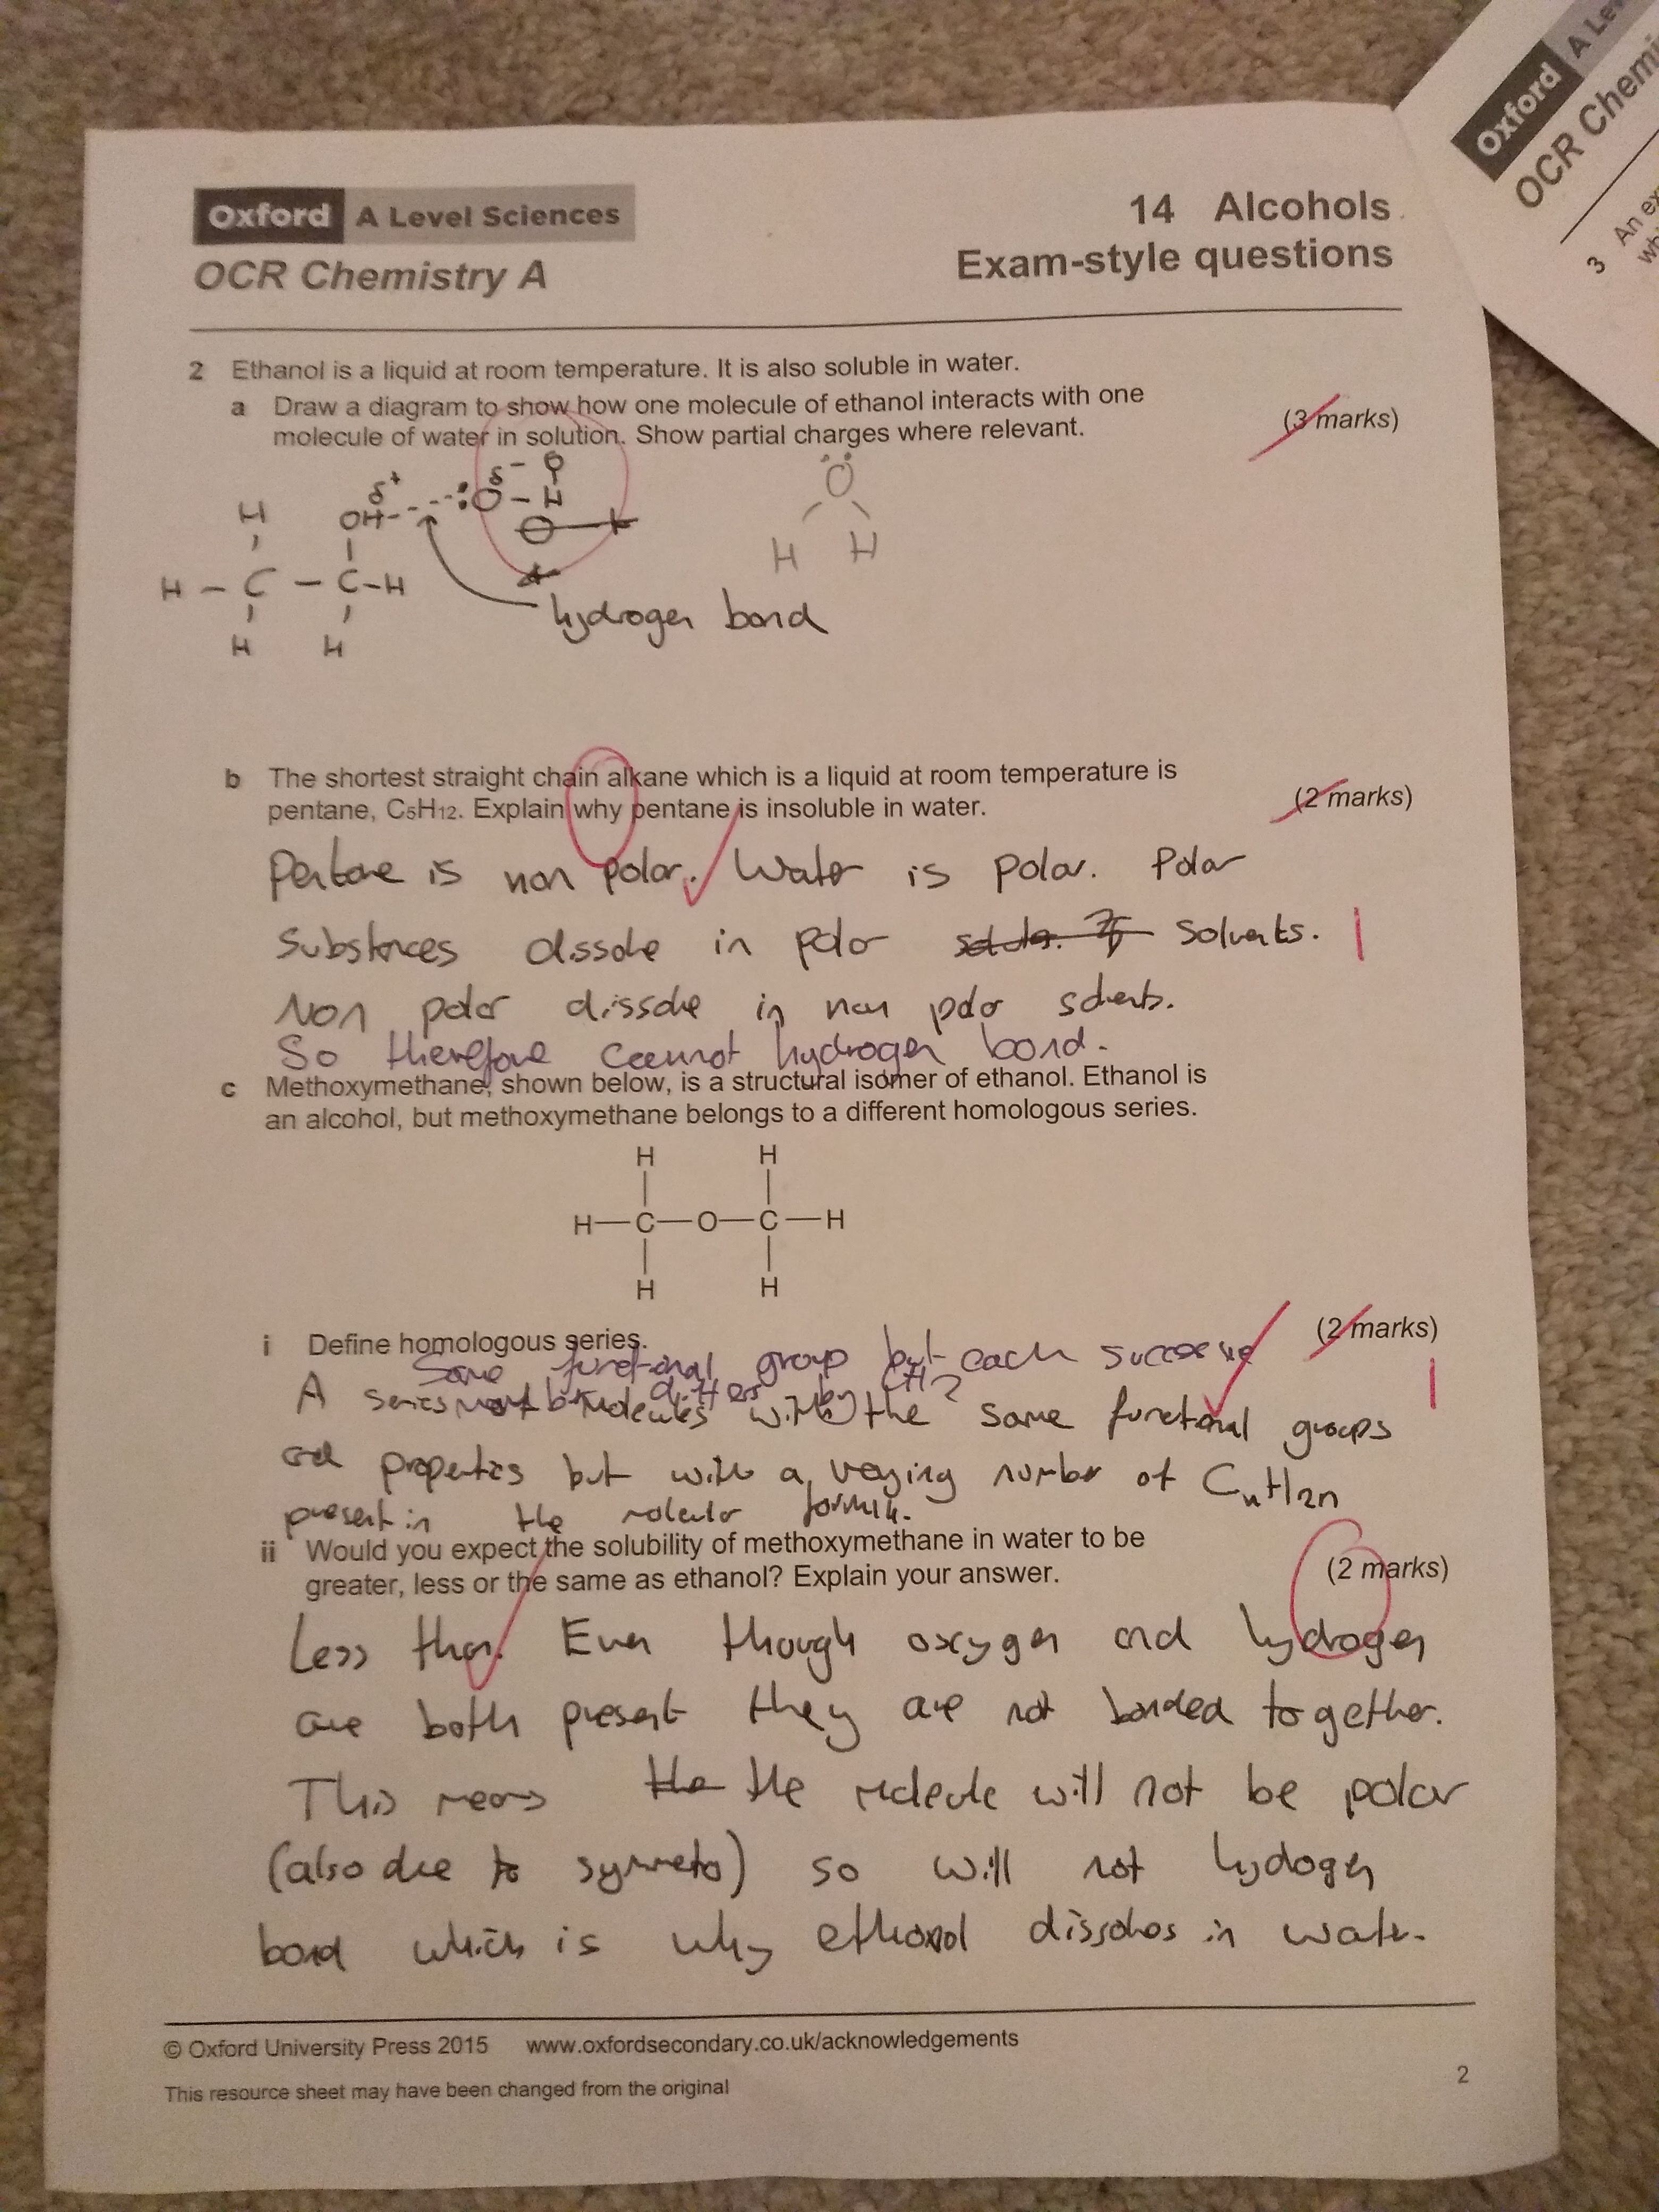 Oxford A Level Sciences
OCR Chemistry A
14 Alcohols
Exam-style questions
Oxford A Lev
OCR Chemi
3 An ex
wh
2 Ethanol is a liquid at room temperature. It is also soluble in water.
a Draw a diagram to show how one molecule of ethanol interacts with one
molecule of water in solution. Show partial charges where relevant. (3 marks)
δ+ δ-
H OH :O - H
H - C - C - H
H H
O
H H
hydrogen bond
b The shortest straight chain alkane which is a liquid at room temperature is
pentane, C5H12. Explain why pentane is insoluble in water. (2 marks)
Pentane is non polar. Water is polar. Polar
substances dissolve in polar solvents. 1
Non polar dissolve in non polar solvents.
So therefore cannot hydrogen bond.
c Methoxymethane, shown below, is a structural isomer of ethanol. Ethanol is
an alcohol, but methoxymethane belongs to a different homologous series.
H H
H—C—O—C—H
H H
i Define homologous series. (2 marks)
Same functional group but each successive
differs by CH2
1
A series of molecules with the same functional groups
and properties but with a varying number of CnH2n
present in the molecular formula.
ii Would you expect the solubility of methoxymethane in water to be
greater, less or the same as ethanol? Explain your answer. (2 marks)
Less than. Even though oxygen and hydrogen
are both present they are not bonded together.
This means the the molecule will not be polar
(also due to symmetry) so will not hydogen
bond which is why ethanol dissolves in water.
© Oxford University Press 2015 www.oxfordsecondary.co.uk/acknowledgements
This resource sheet may have been changed from the original
2